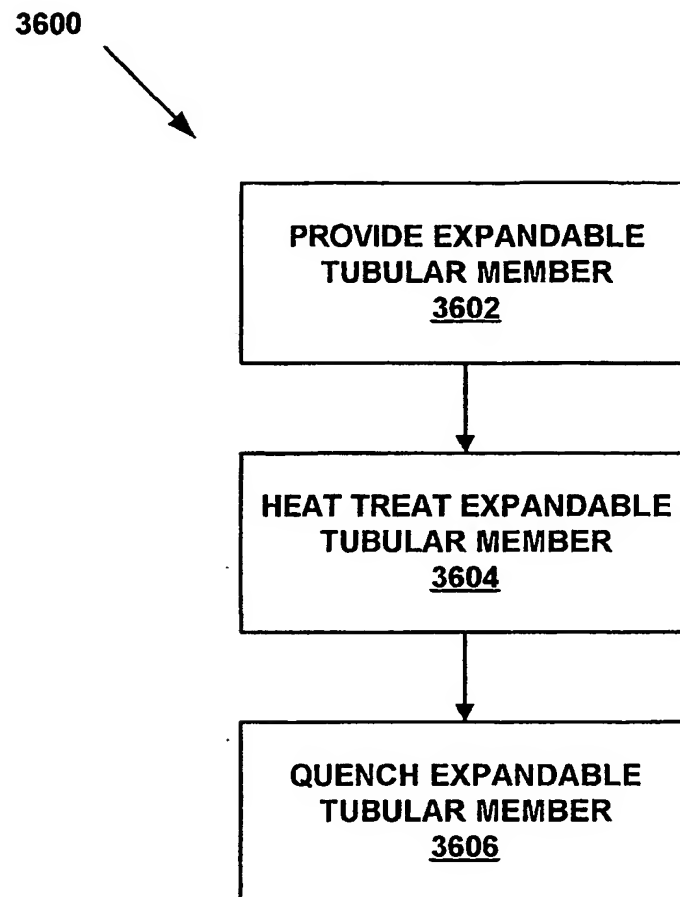 3600
PROVIDE EXPANDABLE
TUBULAR MEMBER
3602
HEAT TREAT EXPANDABLE
TUBULAR MEMBER
3604
QUENCH EXPANDABLE
TUBULAR MEMBER
3606